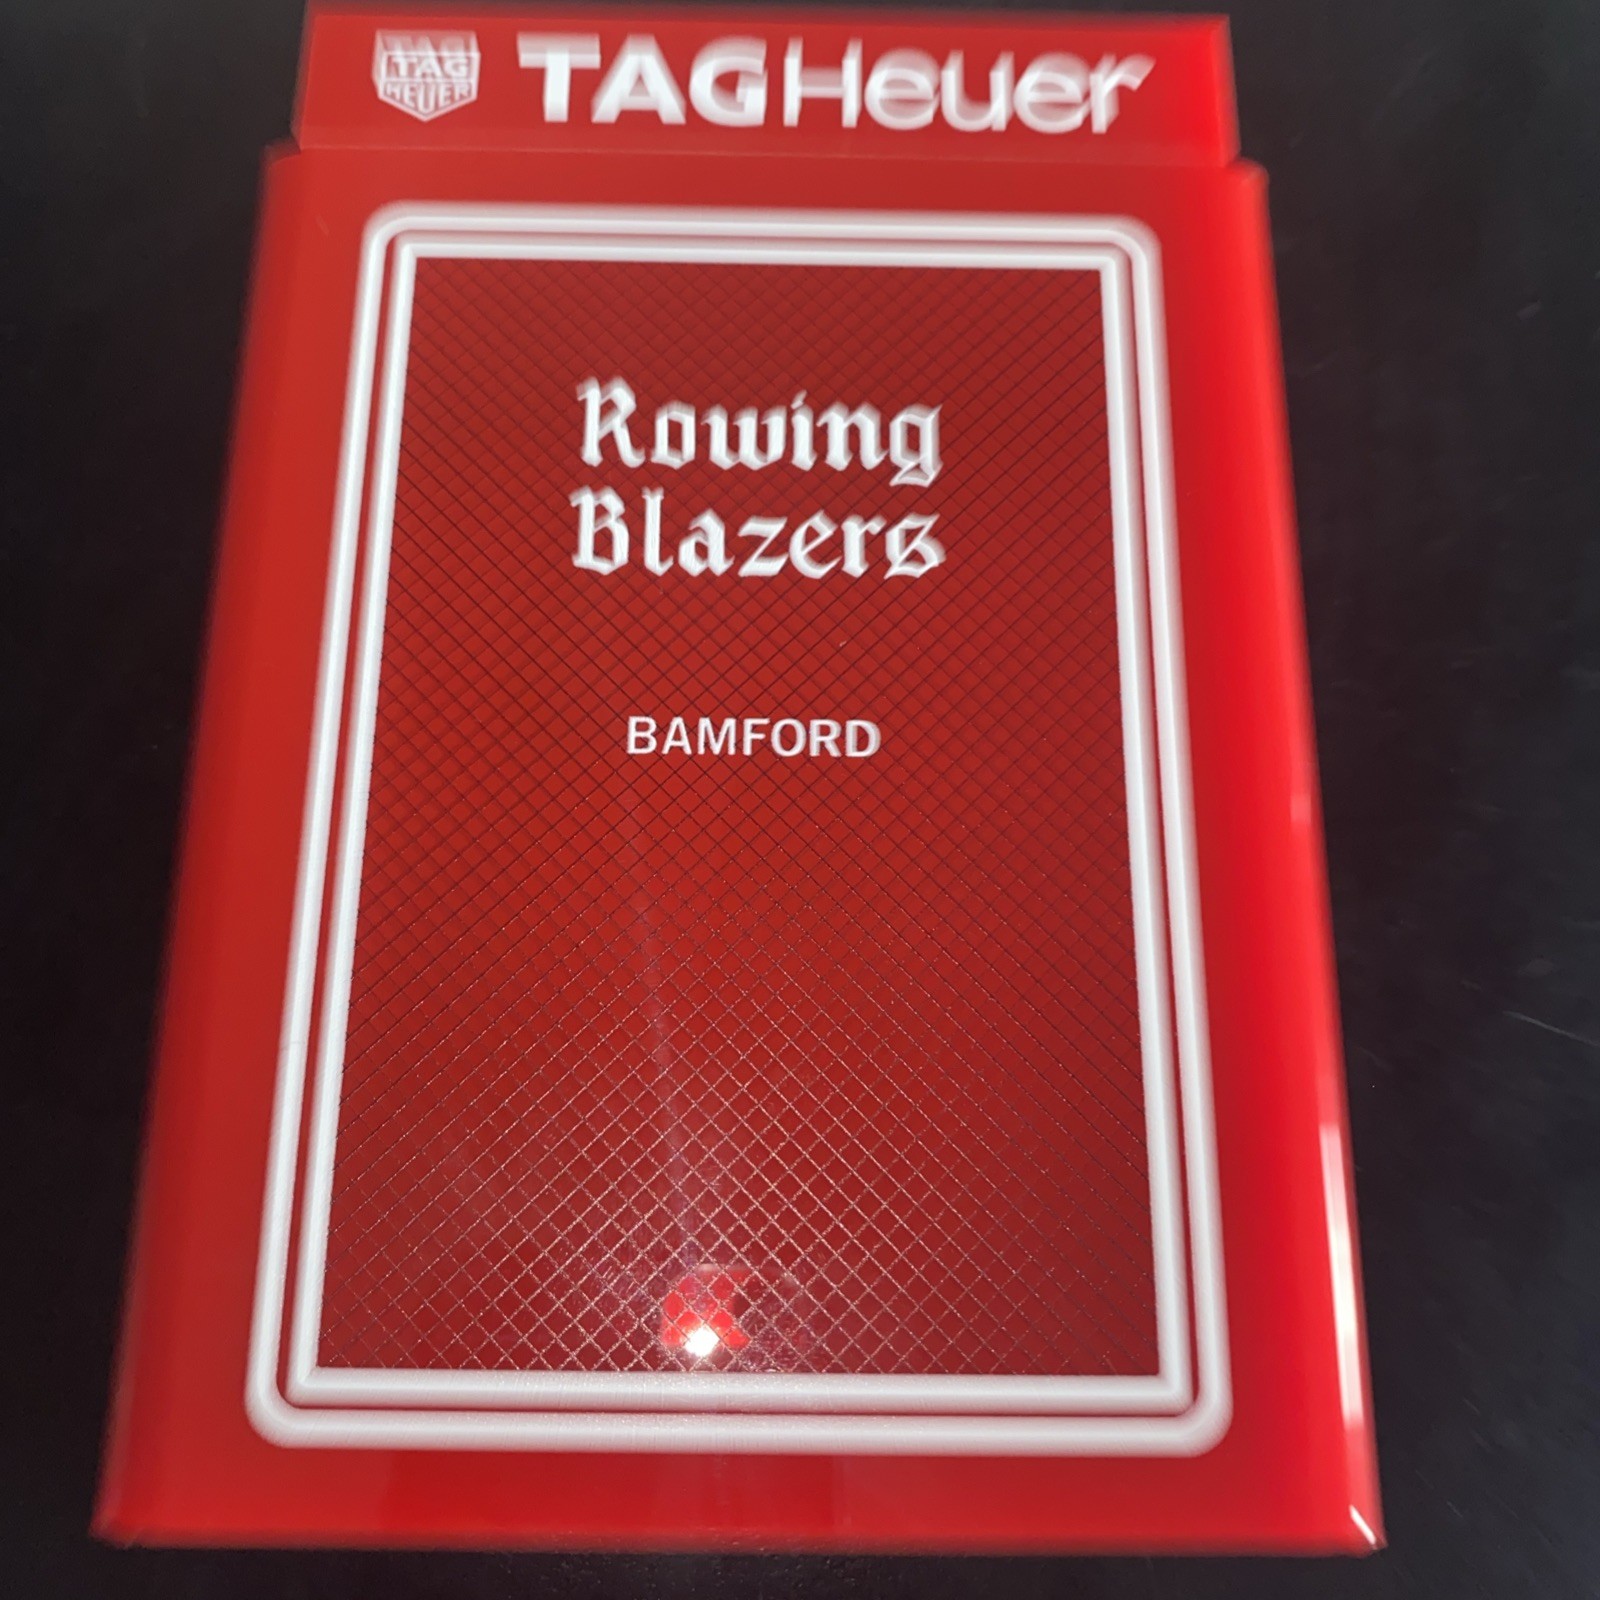 TAG
HEUER
TAGHeuer
Rowing
Blazers
BAMFORD